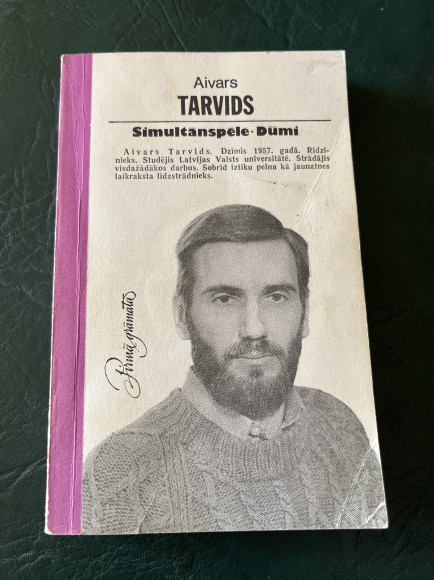 Aivars
TARVIDS
Simultānspēle · Dūmi
Aivars Tarvids. Dzimis 1957. gadā. Rīdzi-
nieks. Studējis Latvijas Valsts universitātē. Strādājis
visdažādākos darbus. Šobrīd iztiku pelna kā jaunatnes
laikraksta līdzstrādnieks.
Pirmā grāmata